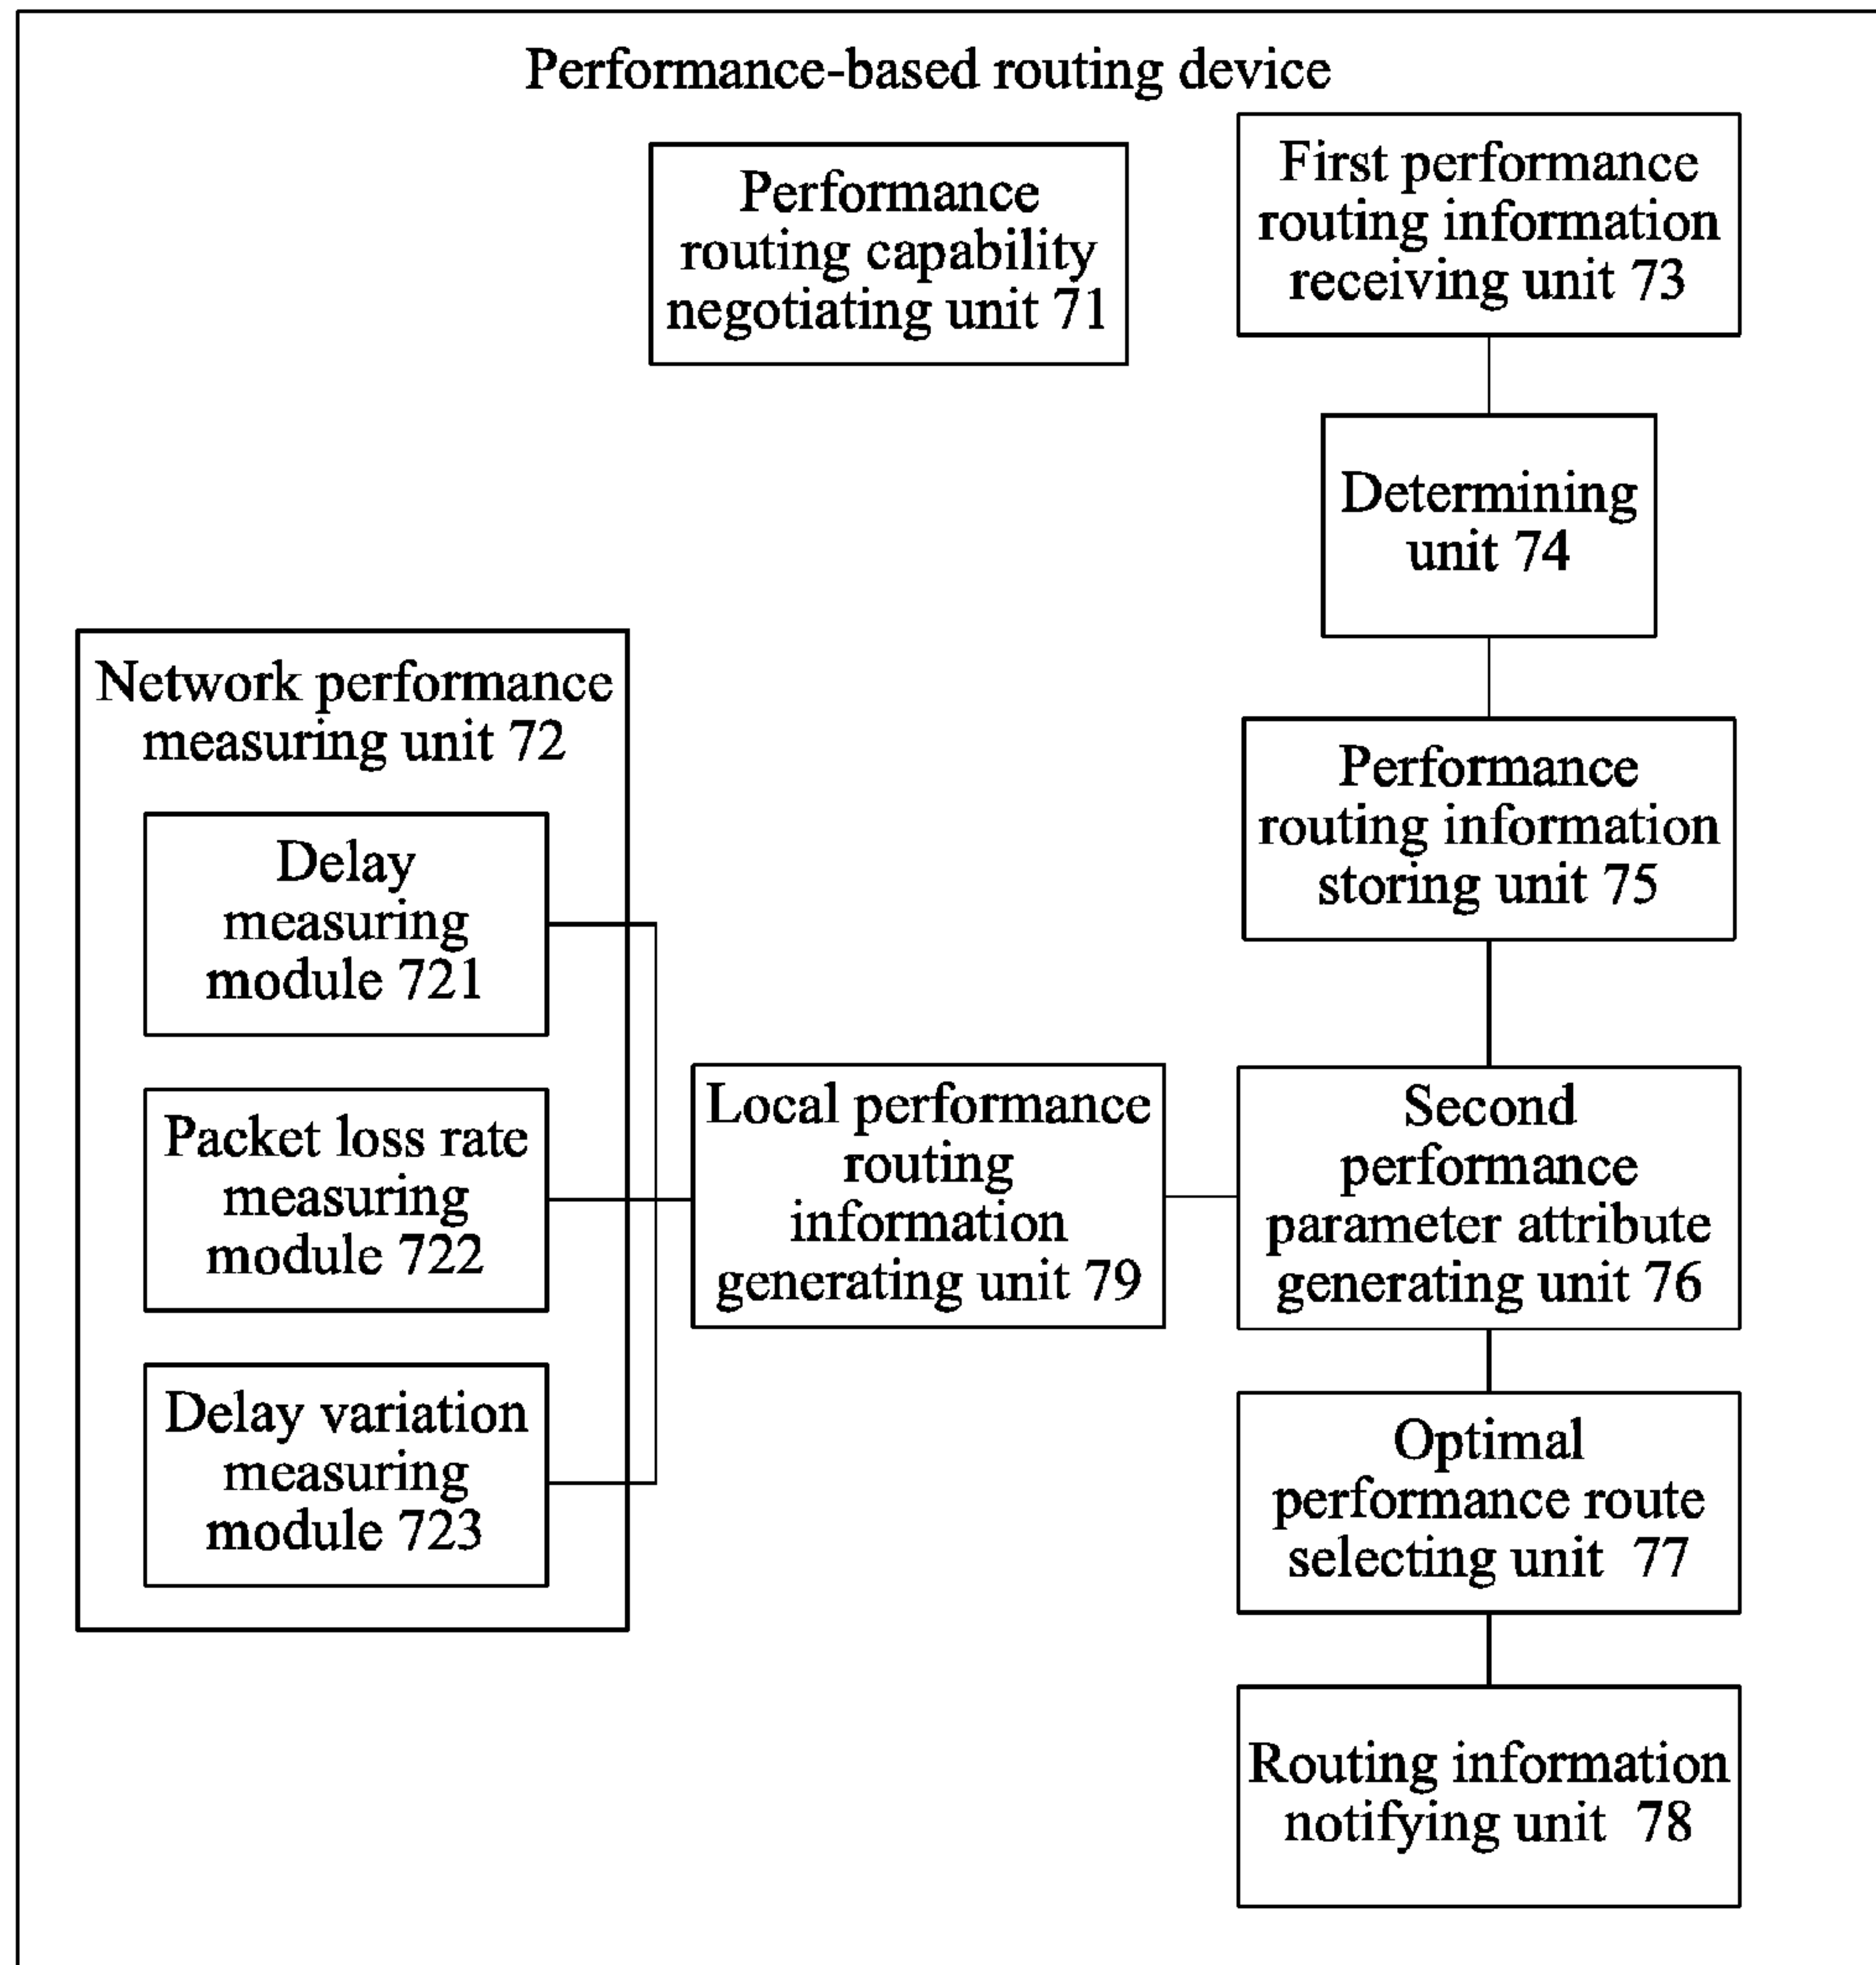 Performance-based routing device
Performance
routing capability
negotiating unit 71
First performance
routing information
receiving unit 73
Determining
unit 74
Network performance
measuring unit 72
Performance
routing information
storing unit 75
Delay
measuring
module 721
Packet loss rate
measuring
module 722
Delay variation
measuring
module 723
Local performance
routing
information
generating unit 79
Second
performance
parameter attribute
generating unit 76
Optimal
performance route
selecting unit 77
Routing information
notifying unit 78